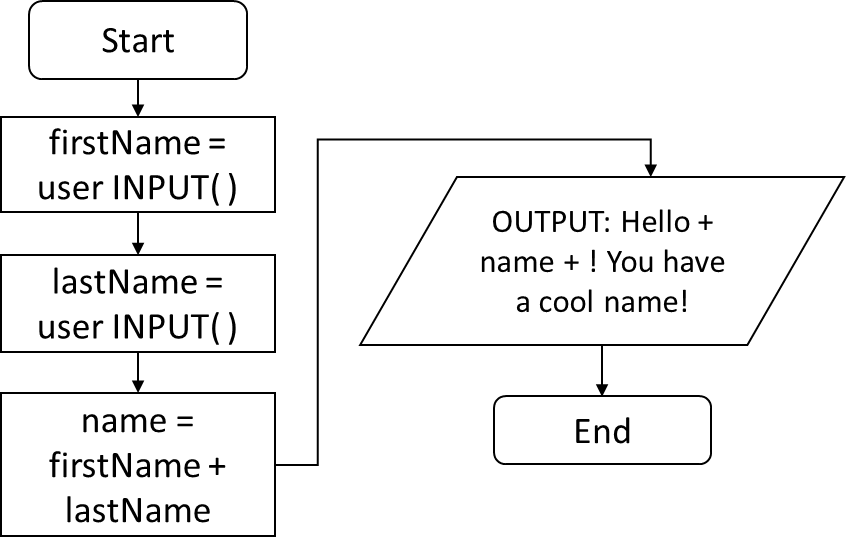 Start
firstName =
user INPUT( )
lastName =
user INPUT( )
name =
firstName +
lastName
OUTPUT: Hello +
name + ! You have
a cool name!
End